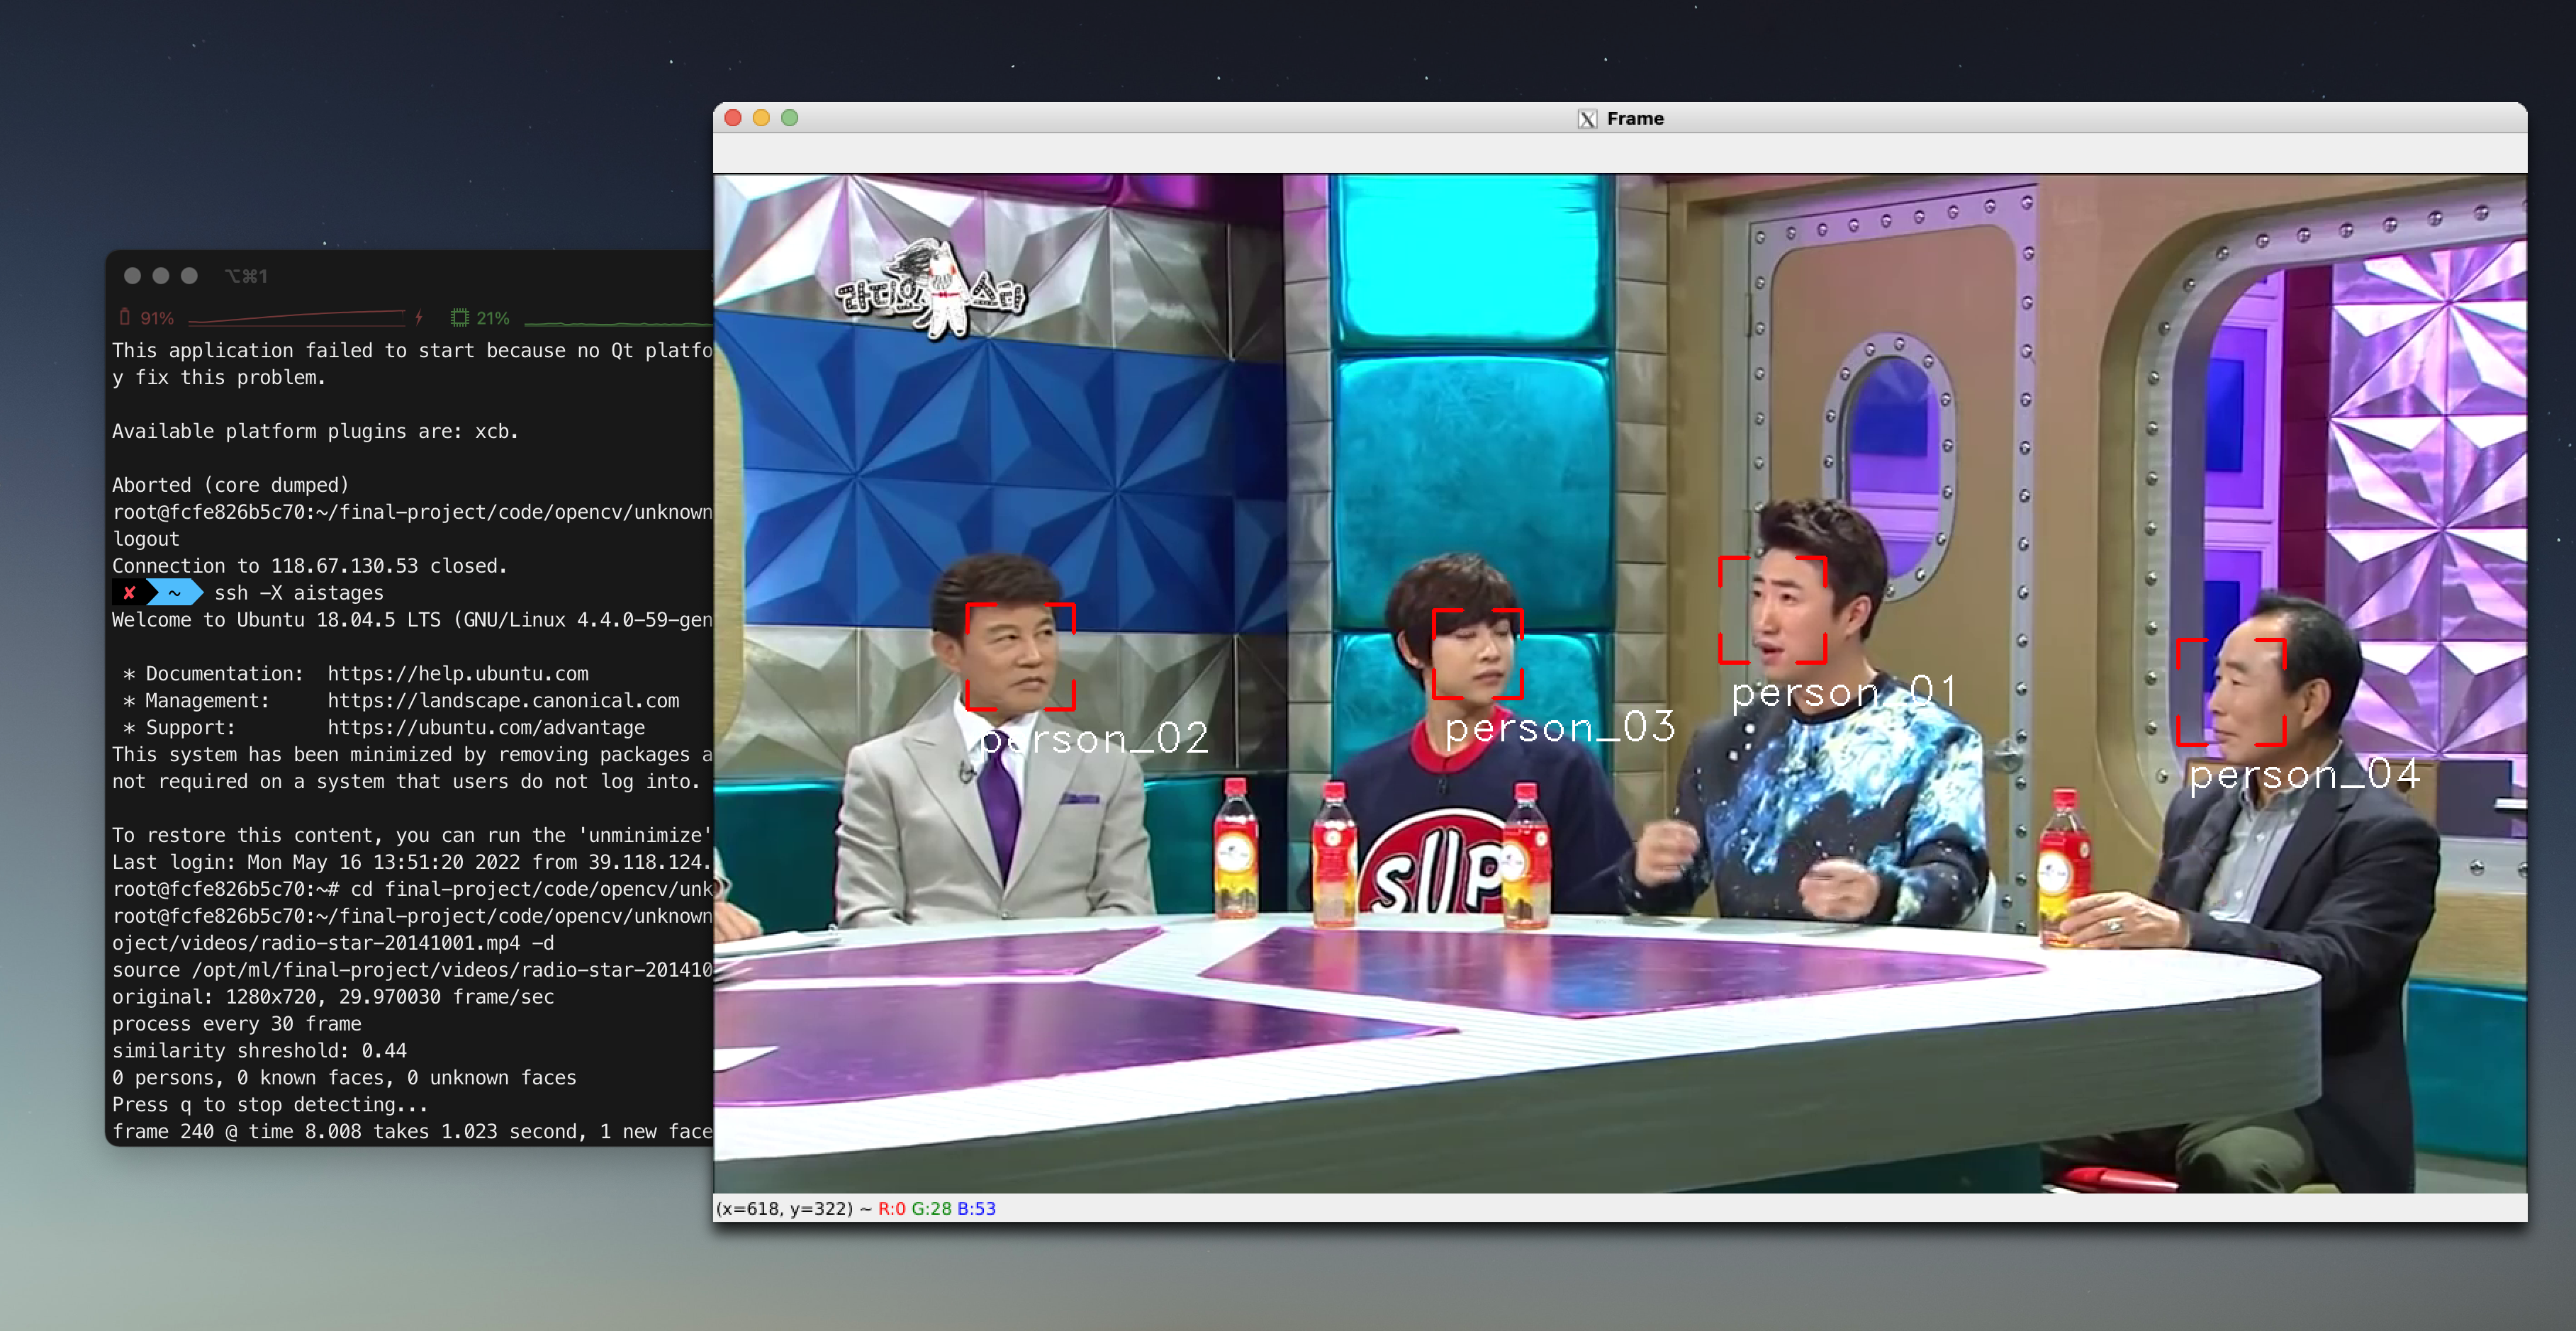 ⌥⌘1
91%
21%
This application failed to start because no Qt platfo
y fix this problem.
Available platform plugins are: xcb.
Aborted (core dumped)
root@fcfe826b5c70:~/final-project/code/opencv/unknown
logout
Connection to 118.67.130.53 closed.
✘ ~ ssh -X aistages
Welcome to Ubuntu 18.04.5 LTS (GNU/Linux 4.4.0-59-gen
* Documentation: https://help.ubuntu.com
* Management: https://landscape.canonical.com
* Support: https://ubuntu.com/advantage
This system has been minimized by removing packages a
not required on a system that users do not log into.
To restore this content, you can run the 'unminimize'
Last login: Mon May 16 13:51:20 2022 from 39.118.124.
root@fcfe826b5c70:~# cd final-project/code/opencv/unk
root@fcfe826b5c70:~/final-project/code/opencv/unknown
oject/videos/radio-star-20141001.mp4 -d
source /opt/ml/final-project/videos/radio-star-201410
original: 1280x720, 29.970030 frame/sec
process every 30 frame
similarity shreshold: 0.44
0 persons, 0 known faces, 0 unknown faces
Press q to stop detecting...
frame 240 @ time 8.008 takes 1.023 second, 1 new face
Frame
라디오 스타
person_01
person_02
person_03
person_04
SUP
(x=618, y=322) ~ R:0 G:28 B:53